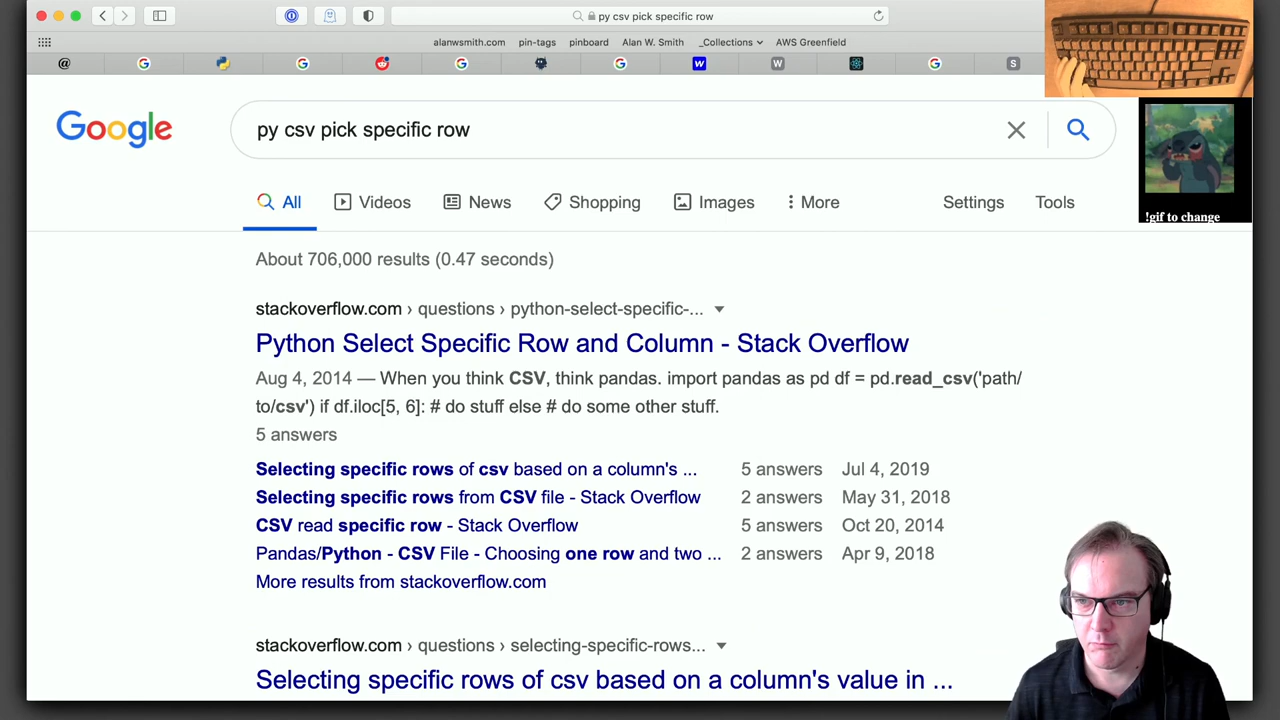 py csv pick specific row
alanwsmith.com pin-tags pinboard Alan W. Smith _Collections AWS Greenfield
Google
py csv pick specific row
All Videos News Shopping Images More Settings Tools
!gif to change
About 706,000 results (0.47 seconds)
stackoverflow.com › questions › python-select-specific-...
Python Select Specific Row and Column - Stack Overflow
Aug 4, 2014 — When you think CSV, think pandas. import pandas as pd df = pd.read_csv('path/
to/csv') if df.iloc[5, 6]: # do stuff else # do some other stuff.
5 answers
Selecting specific rows of csv based on a column's ... 5 answers Jul 4, 2019
Selecting specific rows from CSV file - Stack Overflow 2 answers May 31, 2018
CSV read specific row - Stack Overflow 5 answers Oct 20, 2014
Pandas/Python - CSV File - Choosing one row and two ... 2 answers Apr 9, 2018
More results from stackoverflow.com
stackoverflow.com › questions › selecting-specific-rows...
Selecting specific rows of csv based on a column's value in ...